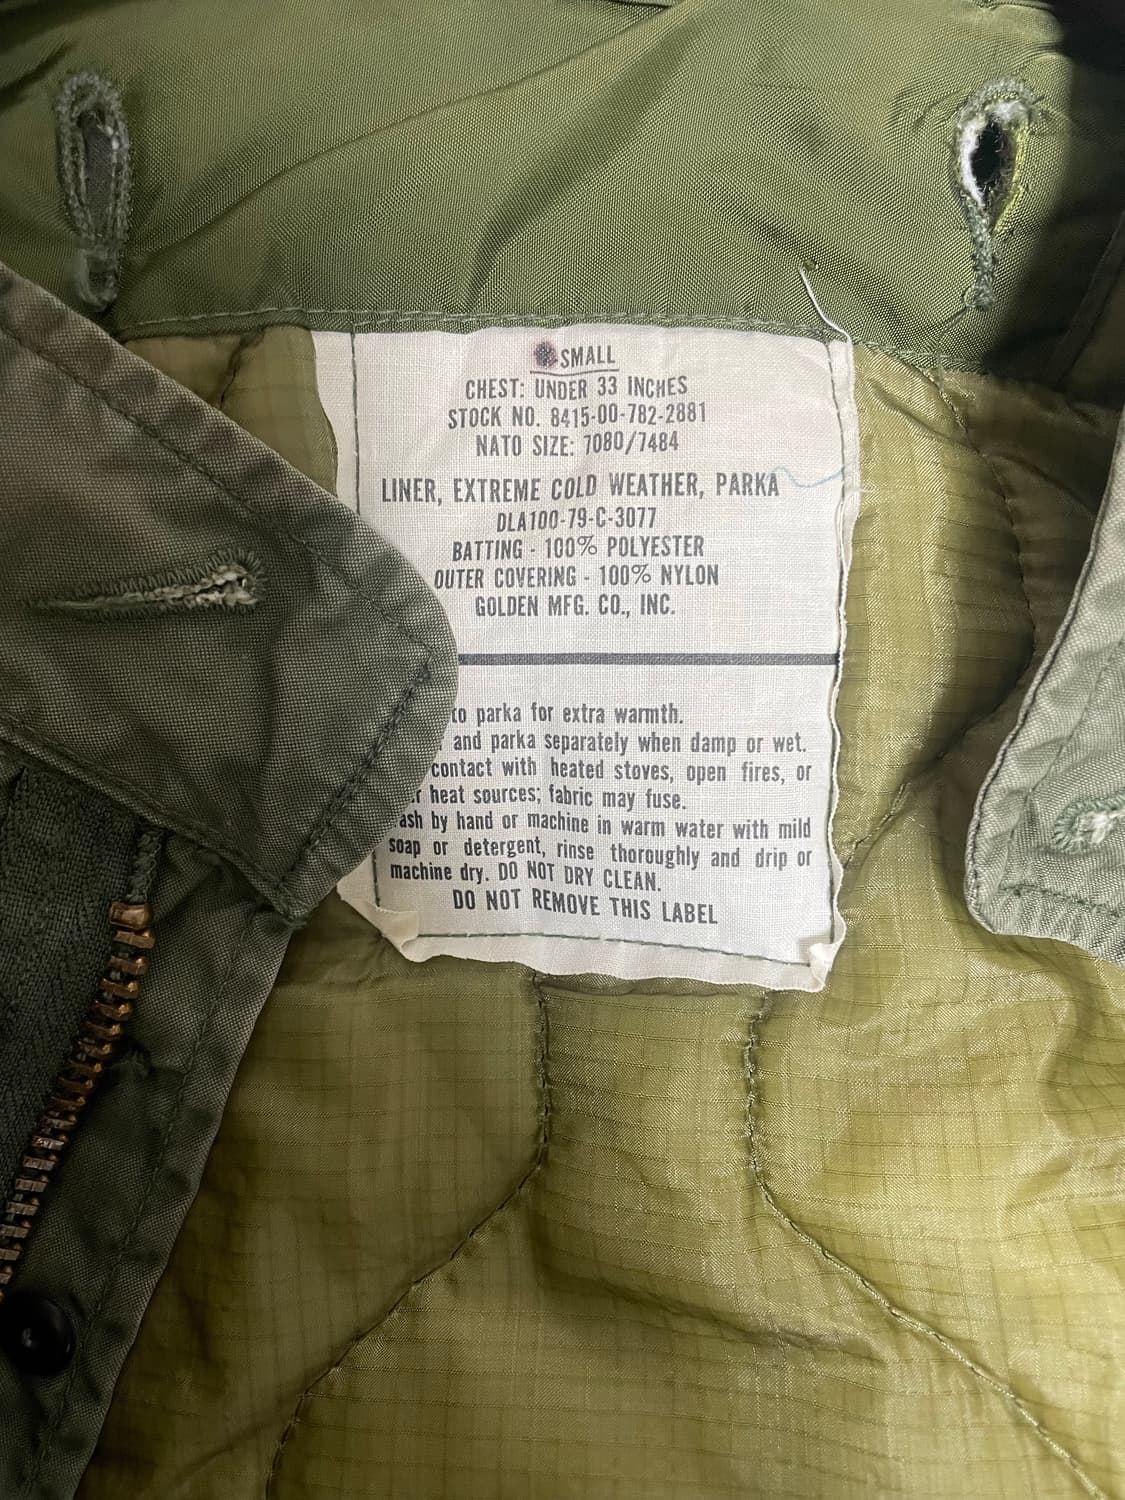 SMALL
CHEST: UNDER 33 INCHES
STOCK NO. 8415-00-782-2881
NATO SIZE: 7080/7484
LINER, EXTREME COLD WEATHER, PARKA
DLA100-79-C-3077
BATTING - 100% POLYESTER
OUTER COVERING - 100% NYLON
GOLDEN MFG. CO., INC.
to parka for extra warmth.
and parka separately when damp or wet.
contact with heated stoves, open fires, or
heat sources; fabric may fuse.
ash by hand or machine in warm water with mild
soap or detergent, rinse thoroughly and drip or
machine dry. DO NOT DRY CLEAN.
DO NOT REMOVE THIS LABEL